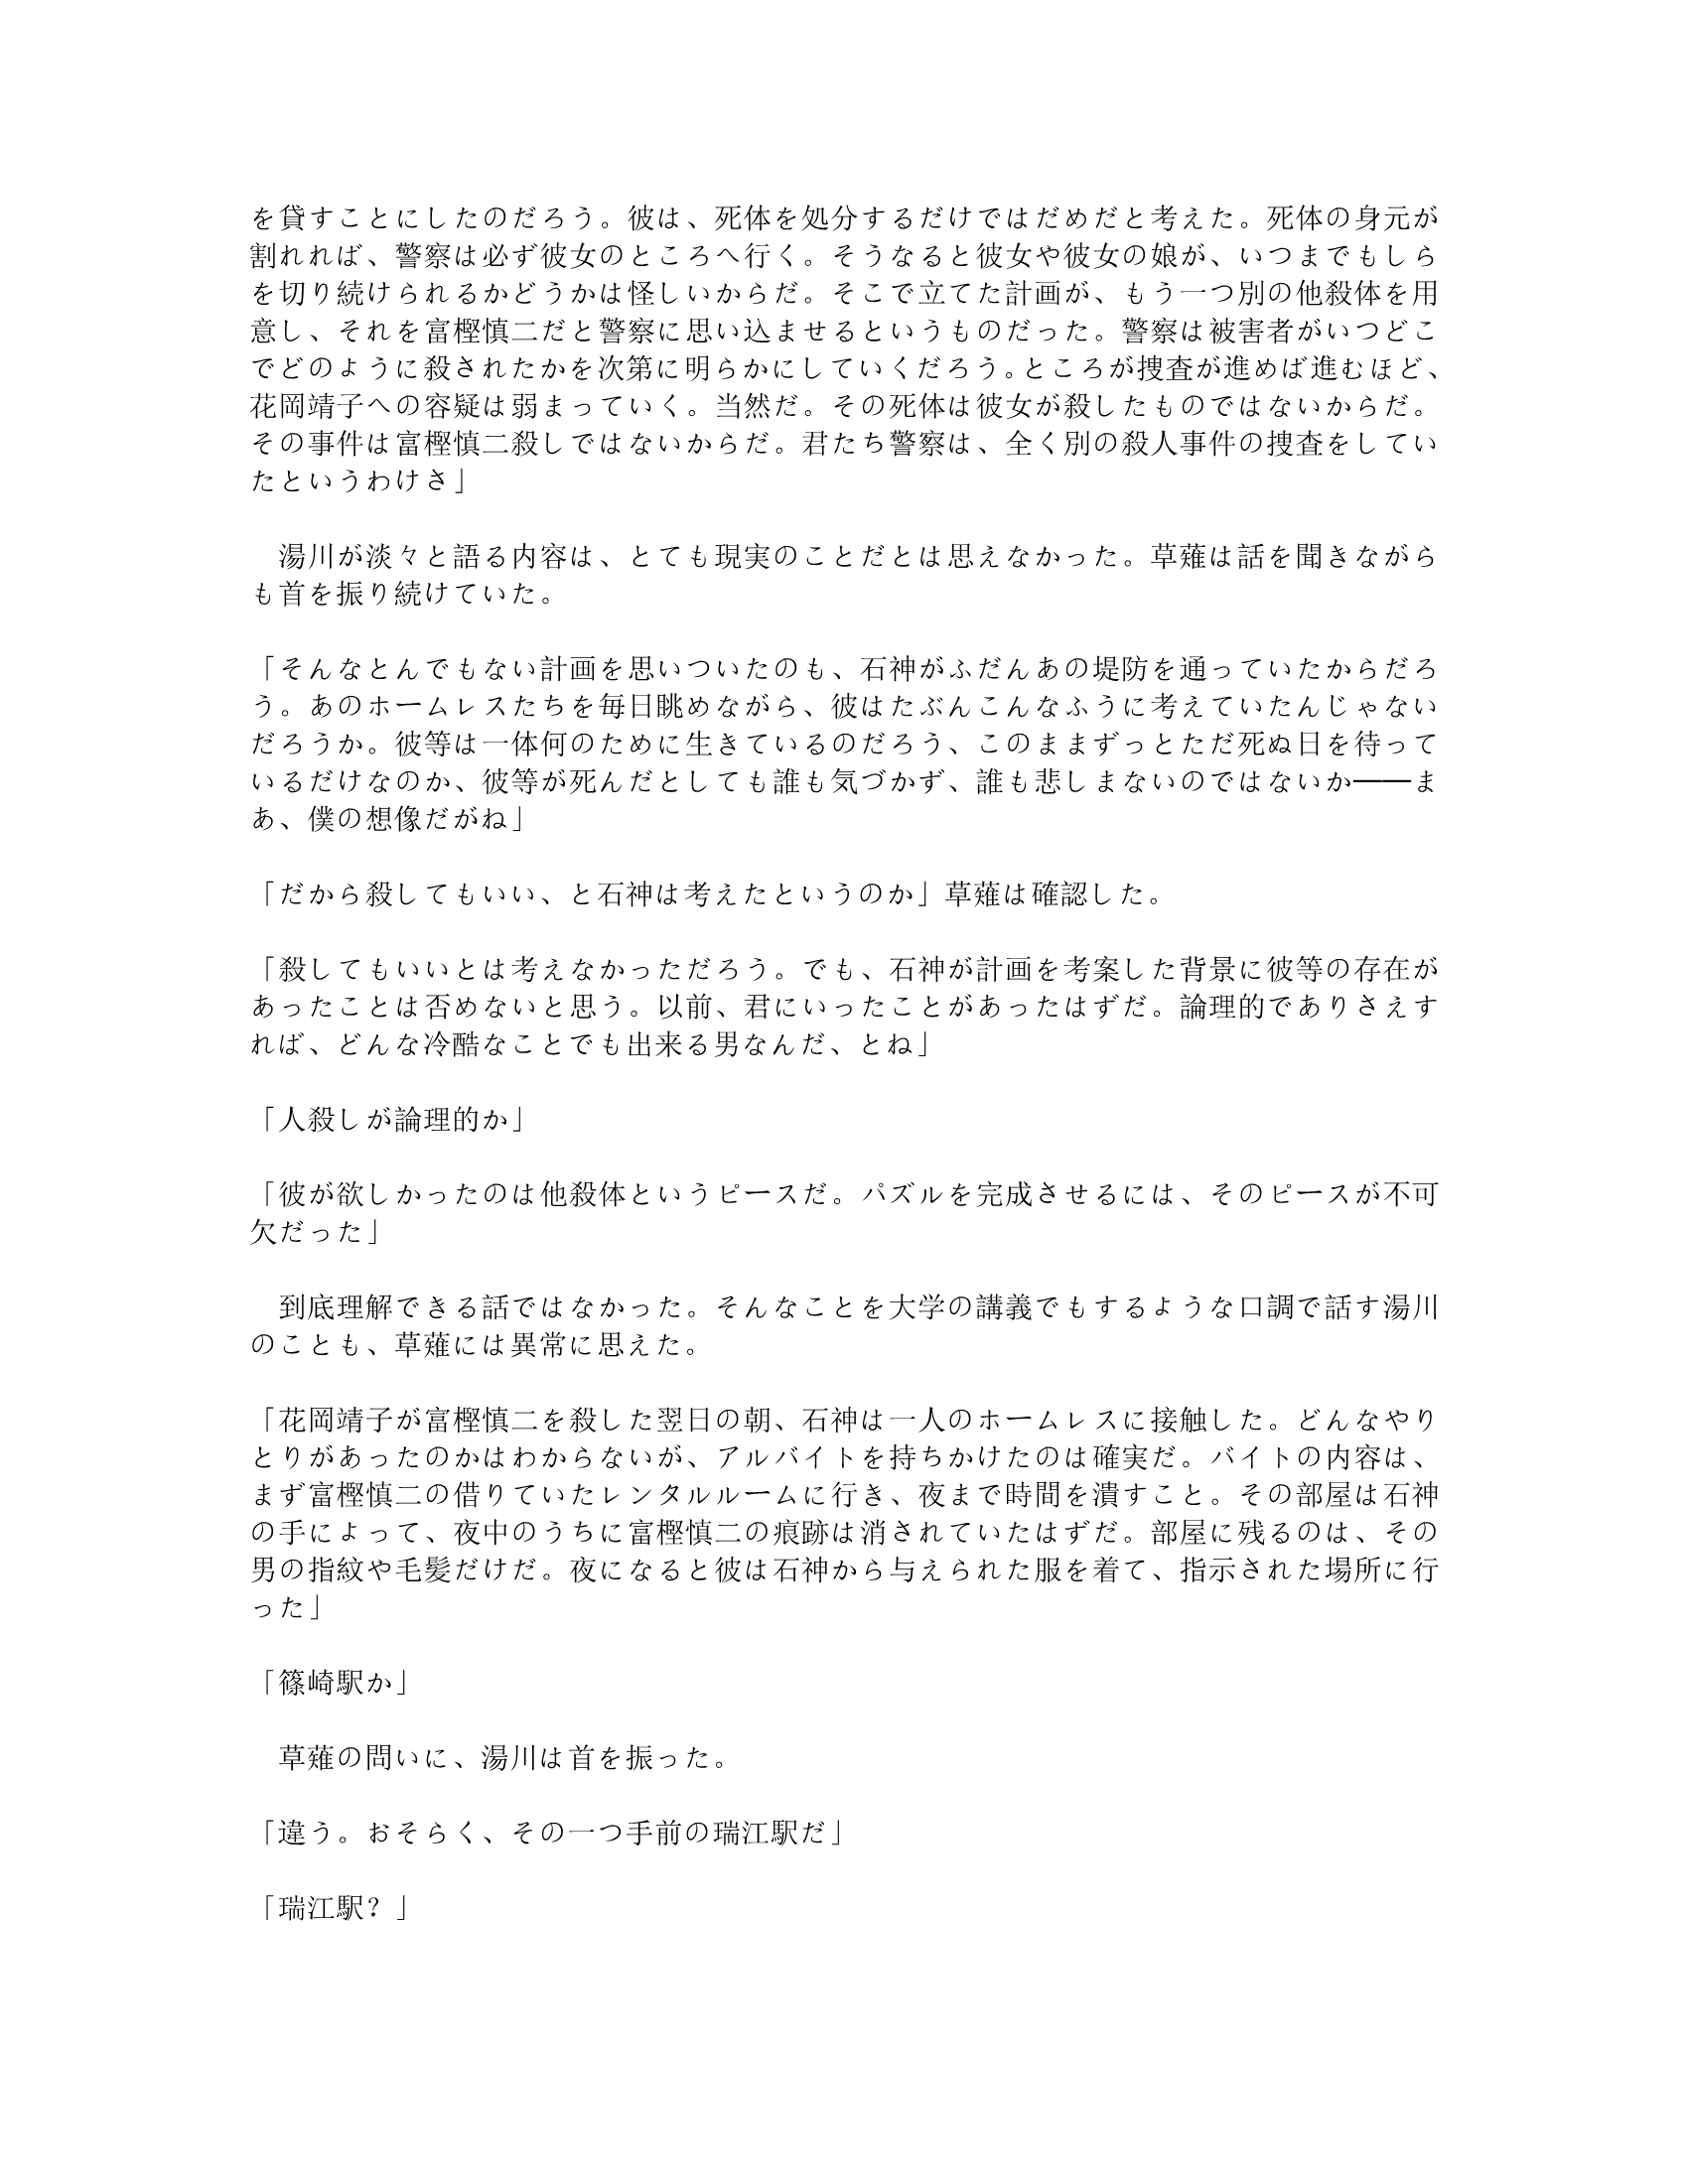 を貸すことにしたのだろう。彼は、死体を処分するだけではだめだと考えた。死体の身元が
割れれば、警察は必ず彼女のところへ行く。そうなると彼女や彼女の娘が、いつまでもしら
を切り続けられるかどうかは怪しいからだ。そこで立てた計画が、もう一つ別の他殺体を用
意し、それを富樫慎二だと警察に思い込ませるというものだった。警察は被害者がいつどこ
でどのように殺されたかを次第に明らかにしていくだろう。ところが捜査が進めば進むほど、
花岡靖子への容疑は弱まっていく。当然だ。その死体は彼女が殺したものではないからだ。
その事件は富樫慎二殺しではないからだ。君たち警察は、全く別の殺人事件の捜査をしてい
たというわけさ」
　湯川が淡々と語る内容は、とても現実のことだとは思えなかった。草薙は話を聞きながら
も首を振り続けていた。
「そんなとんでもない計画を思いついたのも、石神がふだんあの堤防を通っていたからだろ
う。あのホームレスたちを毎日眺めながら、彼はたぶんこんなふうに考えていたんじゃない
だろうか。彼等は一体何のために生きているのだろう、このままずっとただ死ぬ日を待って
いるだけなのか、彼等が死んだとしても誰も気づかず、誰も悲しまないのではないか――ま
あ、僕の想像だがね」
「だから殺してもいい、と石神は考えたというのか」草薙は確認した。
「殺してもいいとは考えなかっただろう。でも、石神が計画を考案した背景に彼等の存在が
あったことは否めないと思う。以前、君にいったことがあったはずだ。論理的でありさえす
れば、どんな冷酷なことでも出来る男なんだ、とね」
「人殺しが論理的か」
「彼が欲しかったのは他殺体というピースだ。パズルを完成させるには、そのピースが不可
欠だった」
　到底理解できる話ではなかった。そんなことを大学の講義でもするような口調で話す湯川
のことも、草薙には異常に思えた。
「花岡靖子が富樫慎二を殺した翌日の朝、石神は一人のホームレスに接触した。どんなやり
とりがあったのかはわからないが、アルバイトを持ちかけたのは確実だ。バイトの内容は、
まず富樫慎二の借りていたレンタルルームに行き、夜まで時間を潰すこと。その部屋は石神
の手によって、夜中のうちに富樫慎二の痕跡は消されていたはずだ。部屋に残るのは、その
男の指紋や毛髪だけだ。夜になると彼は石神から与えられた服を着て、指示された場所に行
った」
「篠崎駅か」
　草薙の問いに、湯川は首を振った。
「違う。おそらく、その一つ手前の瑞江駅だ」
「瑞江駅？」